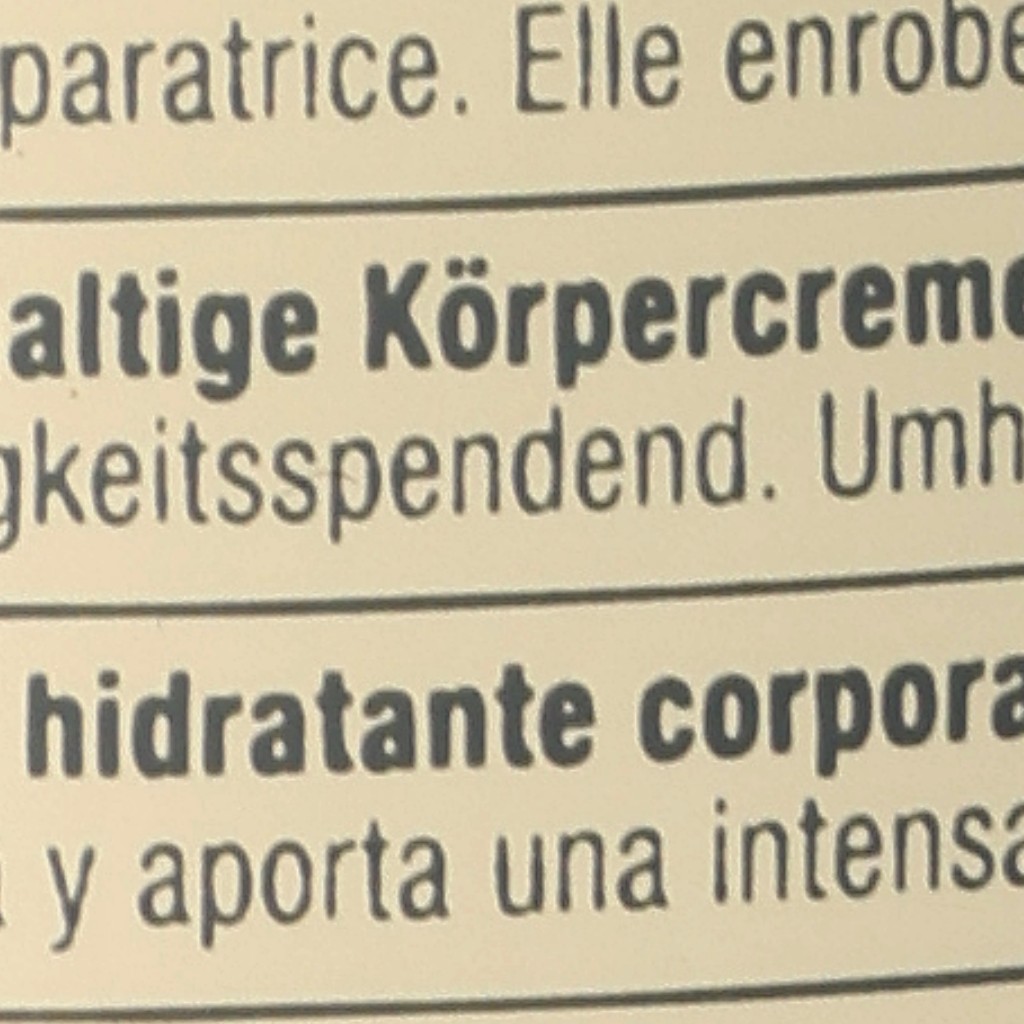 paratrice. Elle enrobe
altige Körpercreme
gkeitsspendend. Umh
hidratante corpora
y aporta una intensa